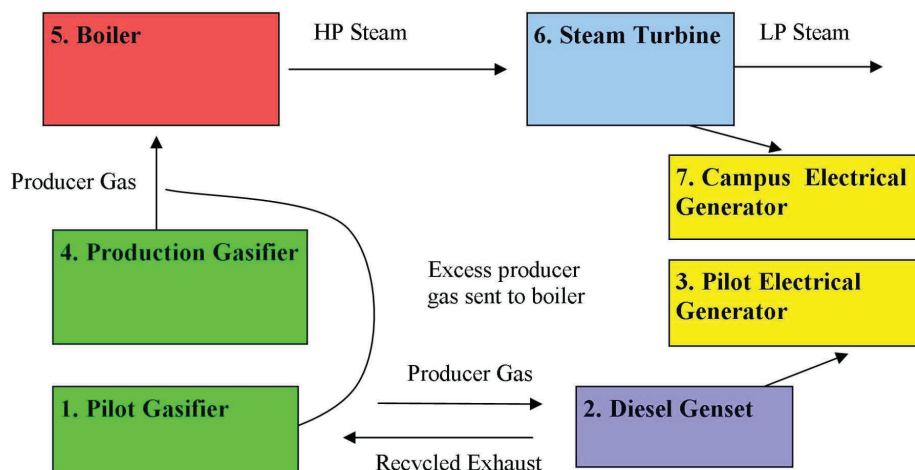 5. Boiler
HP Steam
6. Steam Turbine
LP Steam
Producer Gas
7. Campus Electrical
Generator
4. Production Gasifier
Excess producer
gas sent to boiler
3. Pilot Electrical
Generator
1. Pilot Gasifier
Producer Gas
2. Diesel Genset
Recycled Exhaust